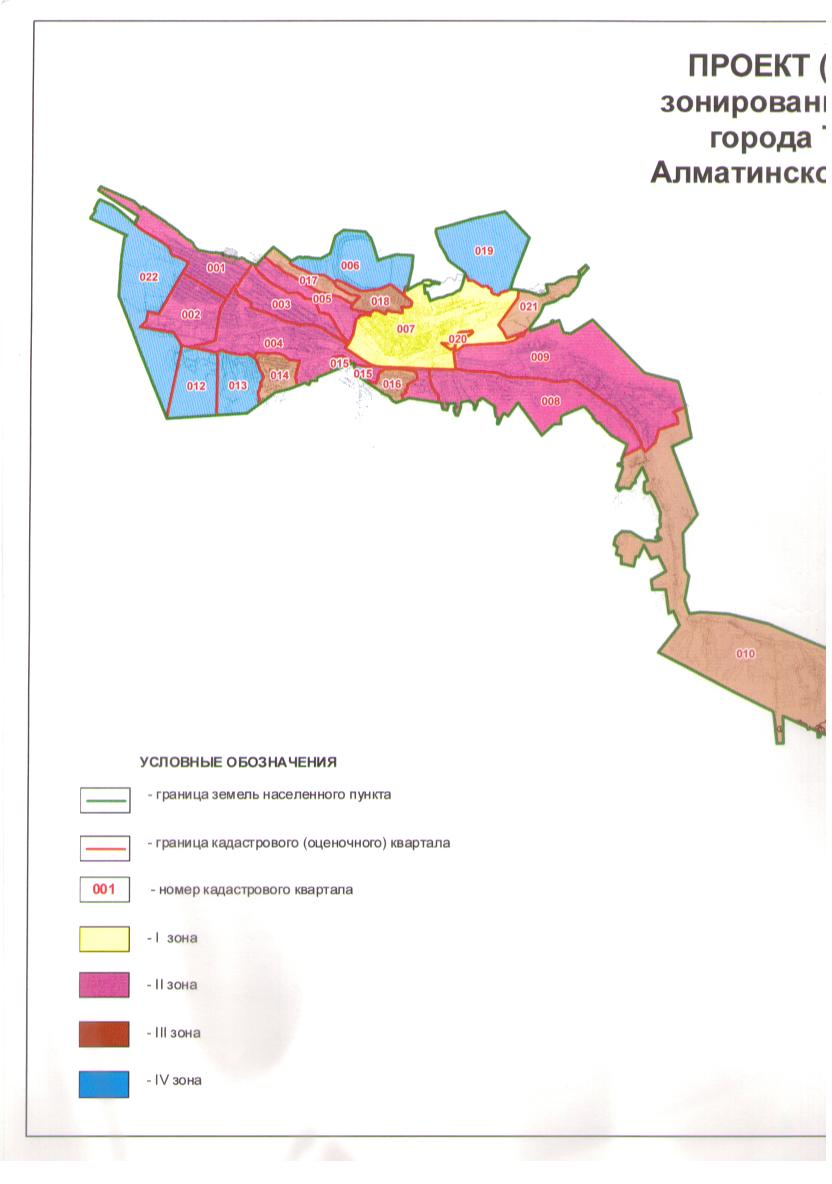 ПРОЕКТ (
зонирован
города
Алматинско
019
006
001
022
017
018
005
003
021
002
007
020
004
009
015
015
014
016
012
013
008
010
УСЛОВНЫЕ ОБОЗНАЧЕНИЯ
- граница земель населенного пункта
- граница кадастрового (оценочного) квартала
001 - номер кадастрового квартала
- I зона
- II зона
- III зона
- IV зона